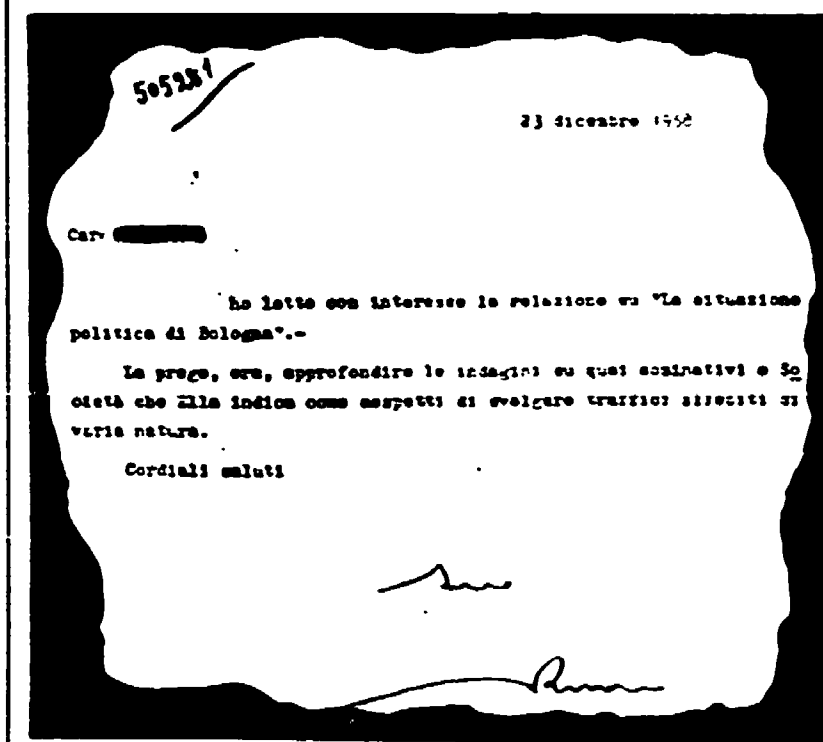 505981
23 dicembre 1958
Caro
ho letto con interesse la relazione su "La situazione
politica di Bologna".-
La prego, ora, approfondire le indagini su quei nominativi e So
cietà che Ella indica come sospetti di svolgere traffici illeciti di
varia natura.
Cordiali saluti